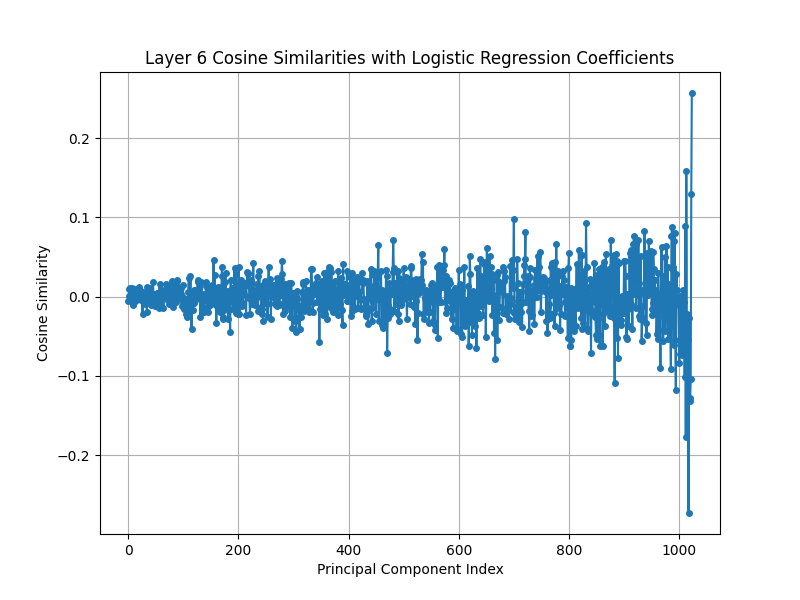 Layer 6 Cosine Similarities with Logistic Regression Coefficients
0.2
0.1
0.0
−0.1
−0.2
Cosine Similarity
0 200 400 600 800 1000
Principal Component Index